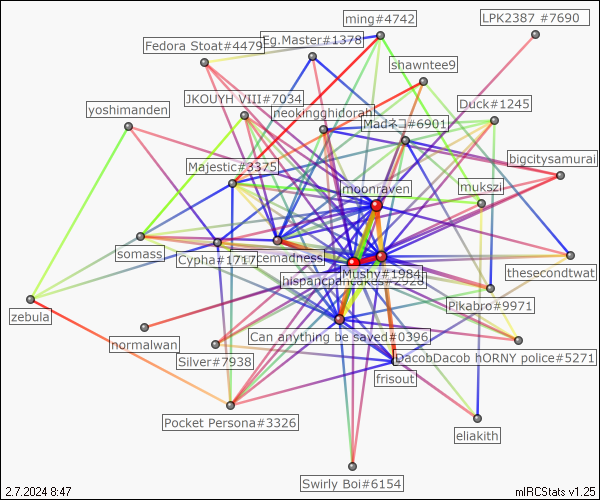 ming#4742
LPK2387 #7690
Fedora Stoat#4479
Eg.Master#1378
shawntee9
JKOUYH VIII#7034
yoshimanden
neokingghidorah
Duck#1245
Madネコ#6901
bigcitysamurai
Majestic#3375
moonraven
mukszi
somass
Cypha#1717
cemadness
Mushy#1984
thesecondtwat
hispancpancakes#2928
Pikabro#9971
zebula
normalwan
Can anything be saved#0396
Silver#7938
DacobDacob hORNY police#5271
frisout
Pocket Persona#3326
eliakith
Swirly Boi#6154
2.7.2024 8:47
mIRCStats v1.25